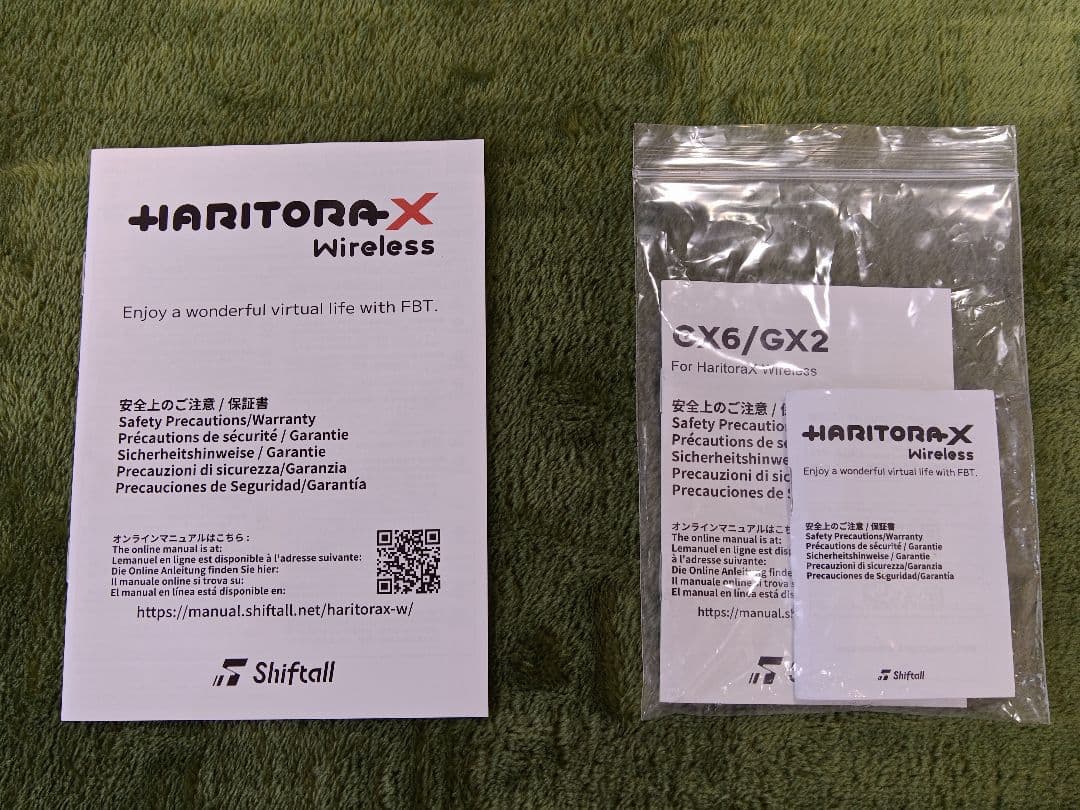 HARITORAX
Wireless
Enjoy a wonderful virtual life with FBT.
安全上のご注意 / 保証書
Safety Precautions/Warranty
Précautions de sécurité / Garantie
Sicherheitshinweise / Garantie
Precauzioni di sicurezza/Garanzia
Precauciones de Seguridad/Garantía
オンラインマニュアルはこちら :
The online manual is at:
Lemanuel en ligne est disponible à l'adresse suivante:
Die Online Anleitung finden Sie hier:
Il manuale online si trova su:
El manual en línea está disponible en:
https://manual.shiftall.net/haritorax-w/
Shiftall
GX6/GX2
For HaritoraX Wireless
安全上のご注意 /
Safety Precautio
Précautions de s
Sicherheitshinwe
Precauzioni di sic
Precauciones de
オンラインマニュアルはこち
The online manual is at:
Lemanuel en ligne est disp
à l'adresse suivante:
Die Online Anleitung finde
Il manuale online si trova s
El manual en línea está dis
https://manual.s
HARITORAX
Wireless
Enjoy a wonderful virtual life with FBT.
安全上のご注意 / 保証書
Safety Precautions/Warranty
Précautions de sécurité / Garantie
Sicherheitshinweise / Garantie
Precauzioni di sicurezza/Garanzia
Precauciones de Seguridad/Garantía
Shiftall